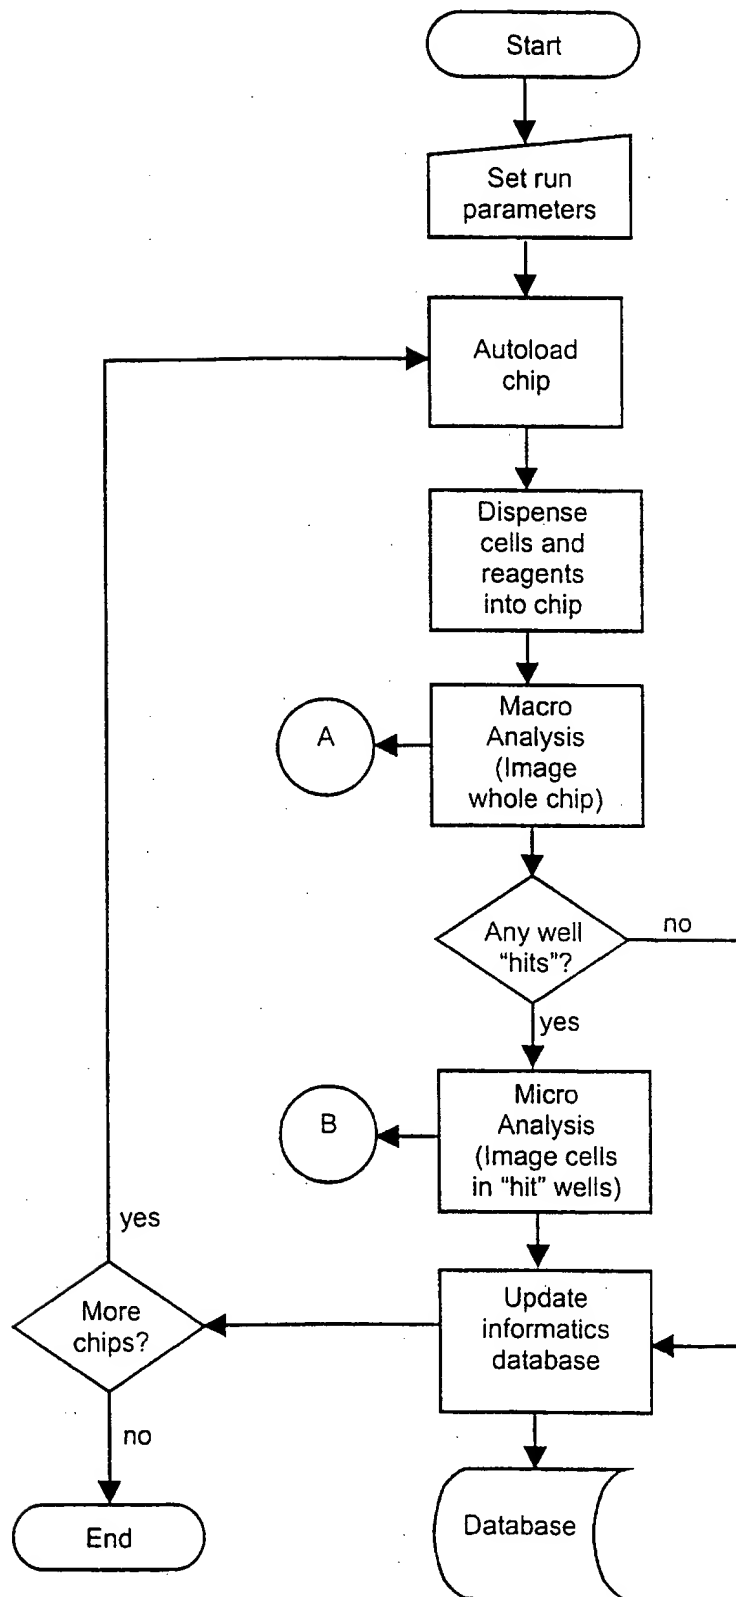 Start
Set run
parameters
Autoload
chip
Dispense
cells and
reagents
into chip
Macro
Analysis
(Image
whole chip)
A
Any well
"hits"?
no
yes
Micro
Analysis
(Image cells
in "hit" wells)
B
Update
informatics
database
yes
More
chips?
no
End
Database